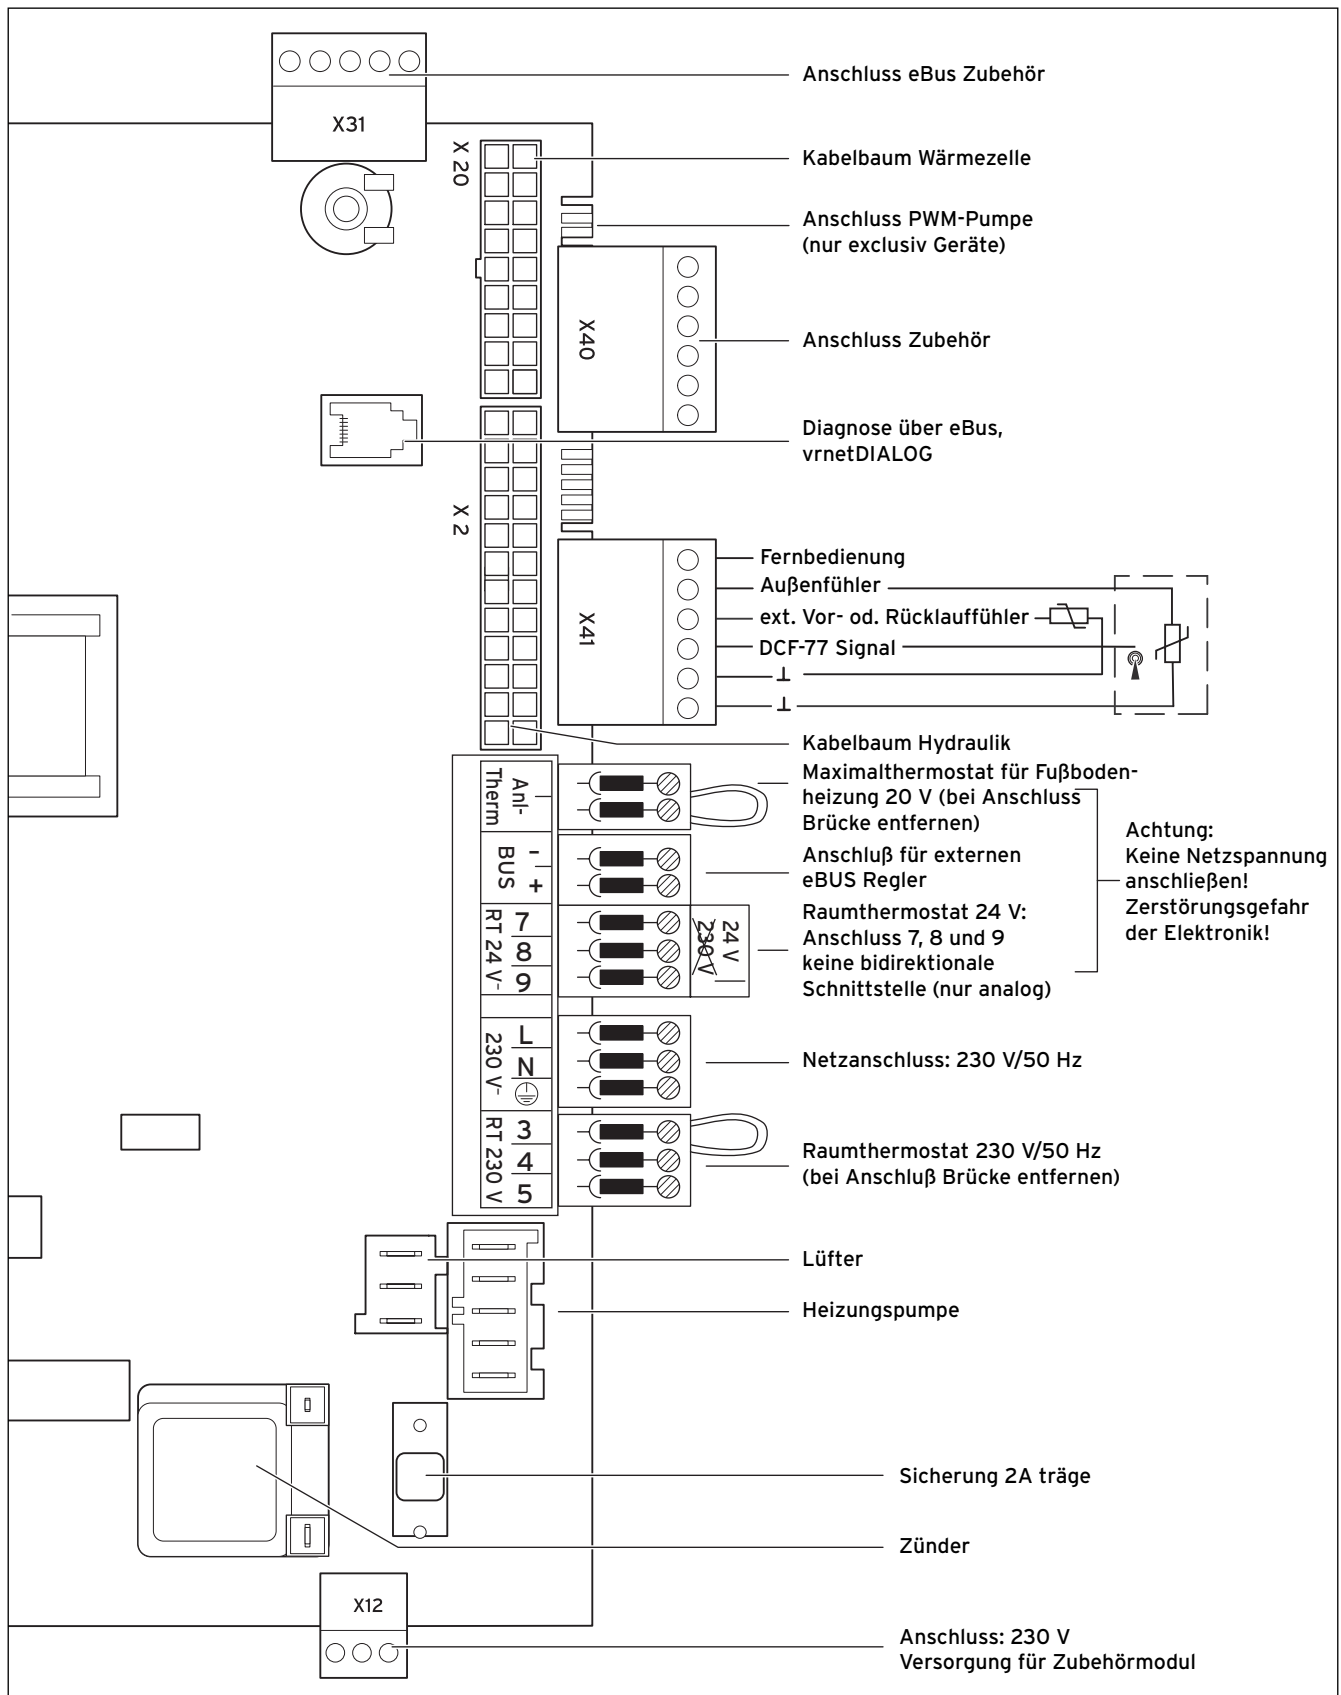 Anschluss eBus Zubehör
X31
X 20
Kabelbaum Wärmezelle
Anschluss PWM-Pumpe
(nur exclusiv Geräte)
X40
Anschluss Zubehör
Diagnose über eBus,
vrnetDIALOG
X 2
X41
Fernbedienung
Außenfühler
ext. Vor- od. Rücklauffühler
DCF-77 Signal
Kabelbaum Hydraulik
Anl-
Therm
Maximalthermostat für Fußboden-
heizung 20 V (bei Anschluss
Brücke entfernen)
BUS
- +
Anschluß für externen
eBUS Regler
RT 24 V~
7
8
9
24 V
230 V
Raumthermostat 24 V:
Anschluss 7, 8 und 9
keine bidirektionale
Schnittstelle (nur analog)
Achtung:
Keine Netzspannung
anschließen!
Zerstörungsgefahr
der Elektronik!
230 V~
L
N
Netzanschluss: 230 V/50 Hz
RT 230 V
3
4
5
Raumthermostat 230 V/50 Hz
(bei Anschluß Brücke entfernen)
Lüfter
Heizungspumpe
Sicherung 2A träge
Zünder
X12
Anschluss: 230 V
Versorgung für Zubehörmodul